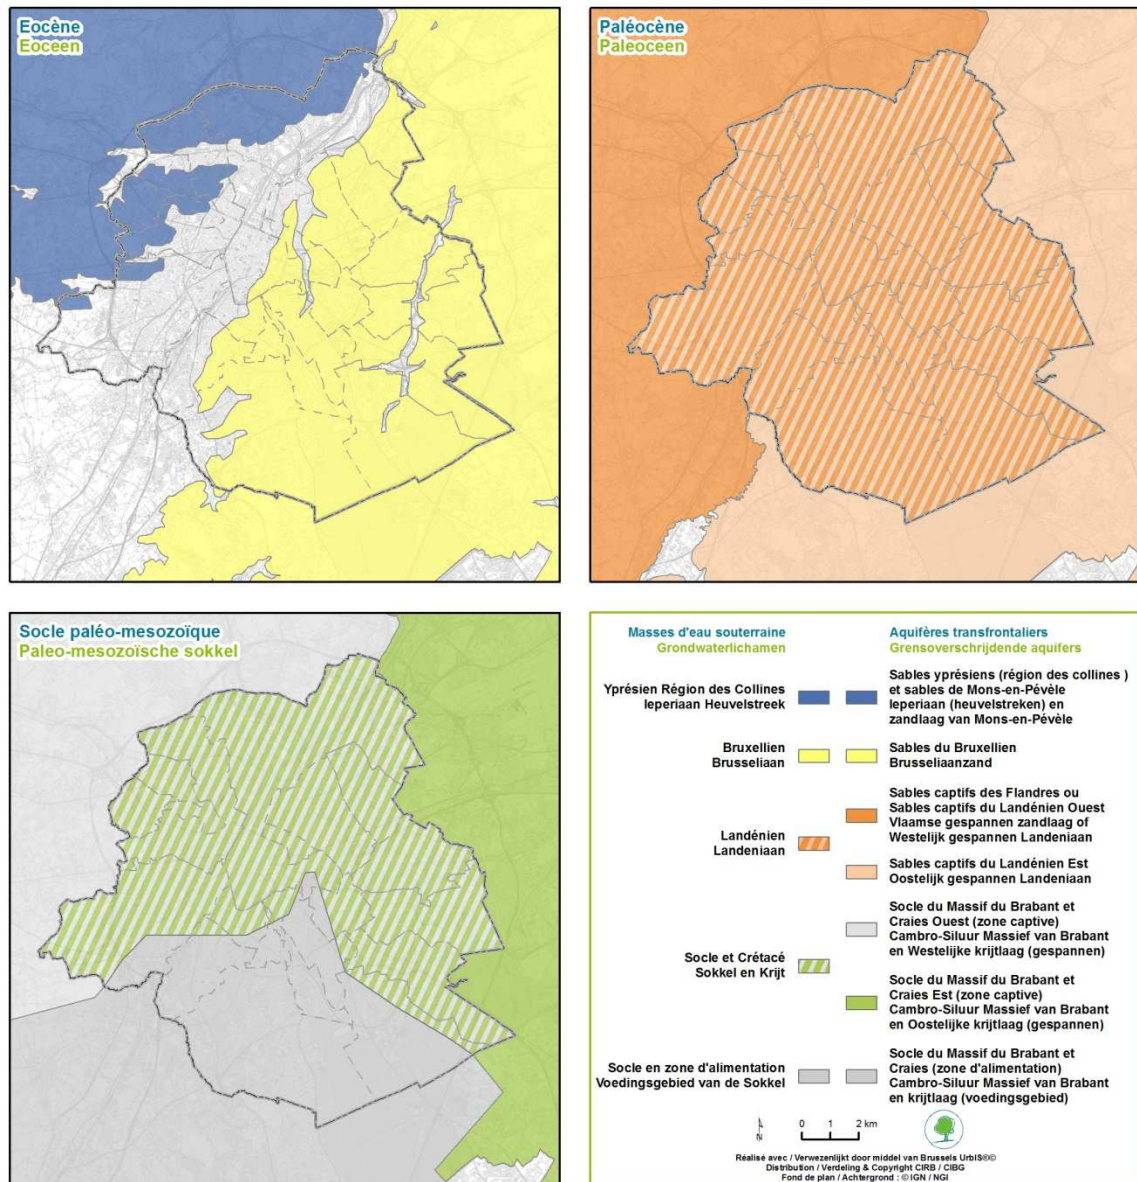 Eocène
Eoceen
Paléocène
Paleoceen
Socle paléo-mesozoïque
Paleo-mesozoïsche sokkel
Masses d'eau souterraine
Grondwaterlichamen
Aquifères transfrontaliers
Grensoverschrijdende aquifers
Yprésien Région des Collines
Ieperiaan Heuvelstreek
Sables yprésiens (région des collines )
et sables de Mons-en-Pévèle
Ieperiaan (heuvelstreken) en
zandlaag van Mons-en-Pévèle
Bruxellien
Brusseliaan
Sables du Bruxellien
Brusseliaanzand
Landénien
Landeniaan
Sables captifs des Flandres ou
Sables captifs du Landénien Ouest
Vlaamse gespannen zandlaag of
Westelijk gespannen Landeniaan
Sables captifs du Landénien Est
Oostelijk gespannen Landeniaan
Socle et Crétacé
Sokkel en Krijt
Socle du Massif du Brabant et
Craies Ouest (zone captive)
Cambro-Siluur Massief van Brabant
en Westelijke krijtlaag (gespannen)
Socle du Massif du Brabant et
Craies Est (zone captive)
Cambro-Siluur Massief van Brabant
en Oostelijke krijtlaag (gespannen)
Socle en zone d'alimentation
Voedingsgebied van de Sokkel
Socle du Massif du Brabant et
Craies (zone d'alimentation)
Cambro-Siluur Massief van Brabant
en krijtlaag (voedingsgebied)
N
0 1 2 km
Réalisé avec / Verwezenlijkt door middel van Brussels UrbIS®©
Distribution / Verdeling & Copyright CIRB / CIBG
Fond de plan / Achtergrond : © IGN / NGI